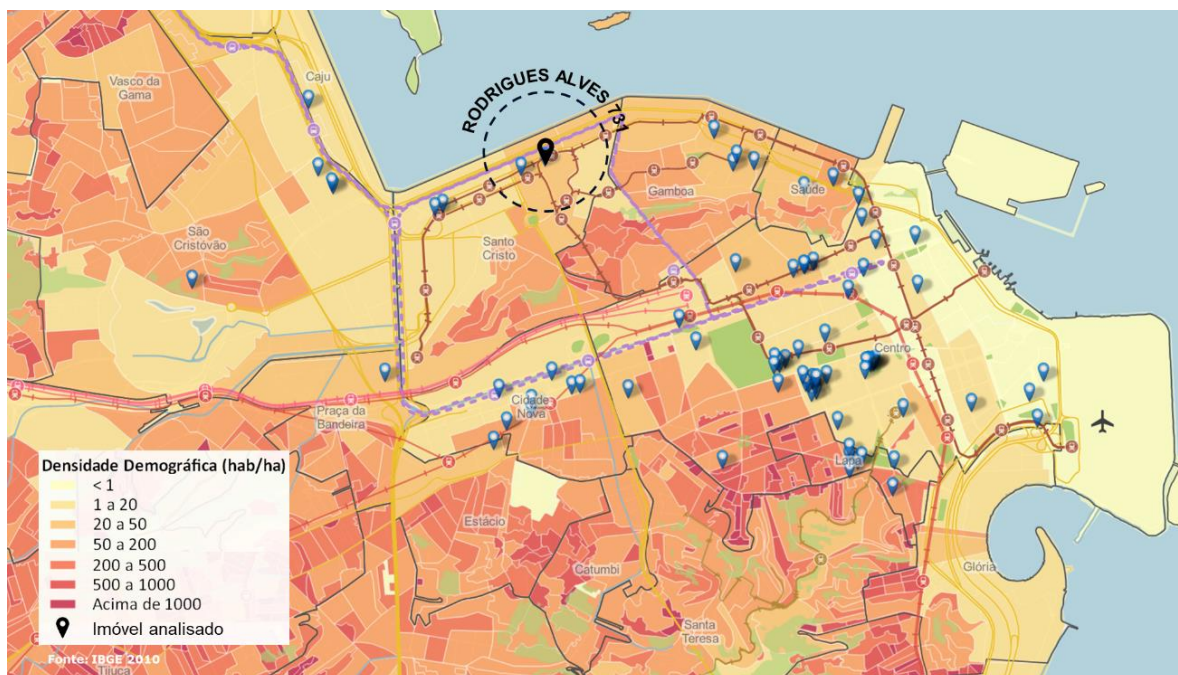 Vasco da
Gama
Caju
RODRIGUES ALVES 731
Gamboa
Saúde
São
Cristóvão
Santo
Cristo
Centro
Praça da
Bandeira
Cidade
Nova
Lapa
Estácio
Catumbi
Glória
Santa
Teresa
Tijuca
Densidade Demográfica (hab/ha)
< 1
1 a 20
20 a 50
50 a 200
200 a 500
500 a 1000
Acima de 1000
Imóvel analisado
Fonte: IBGE 2010